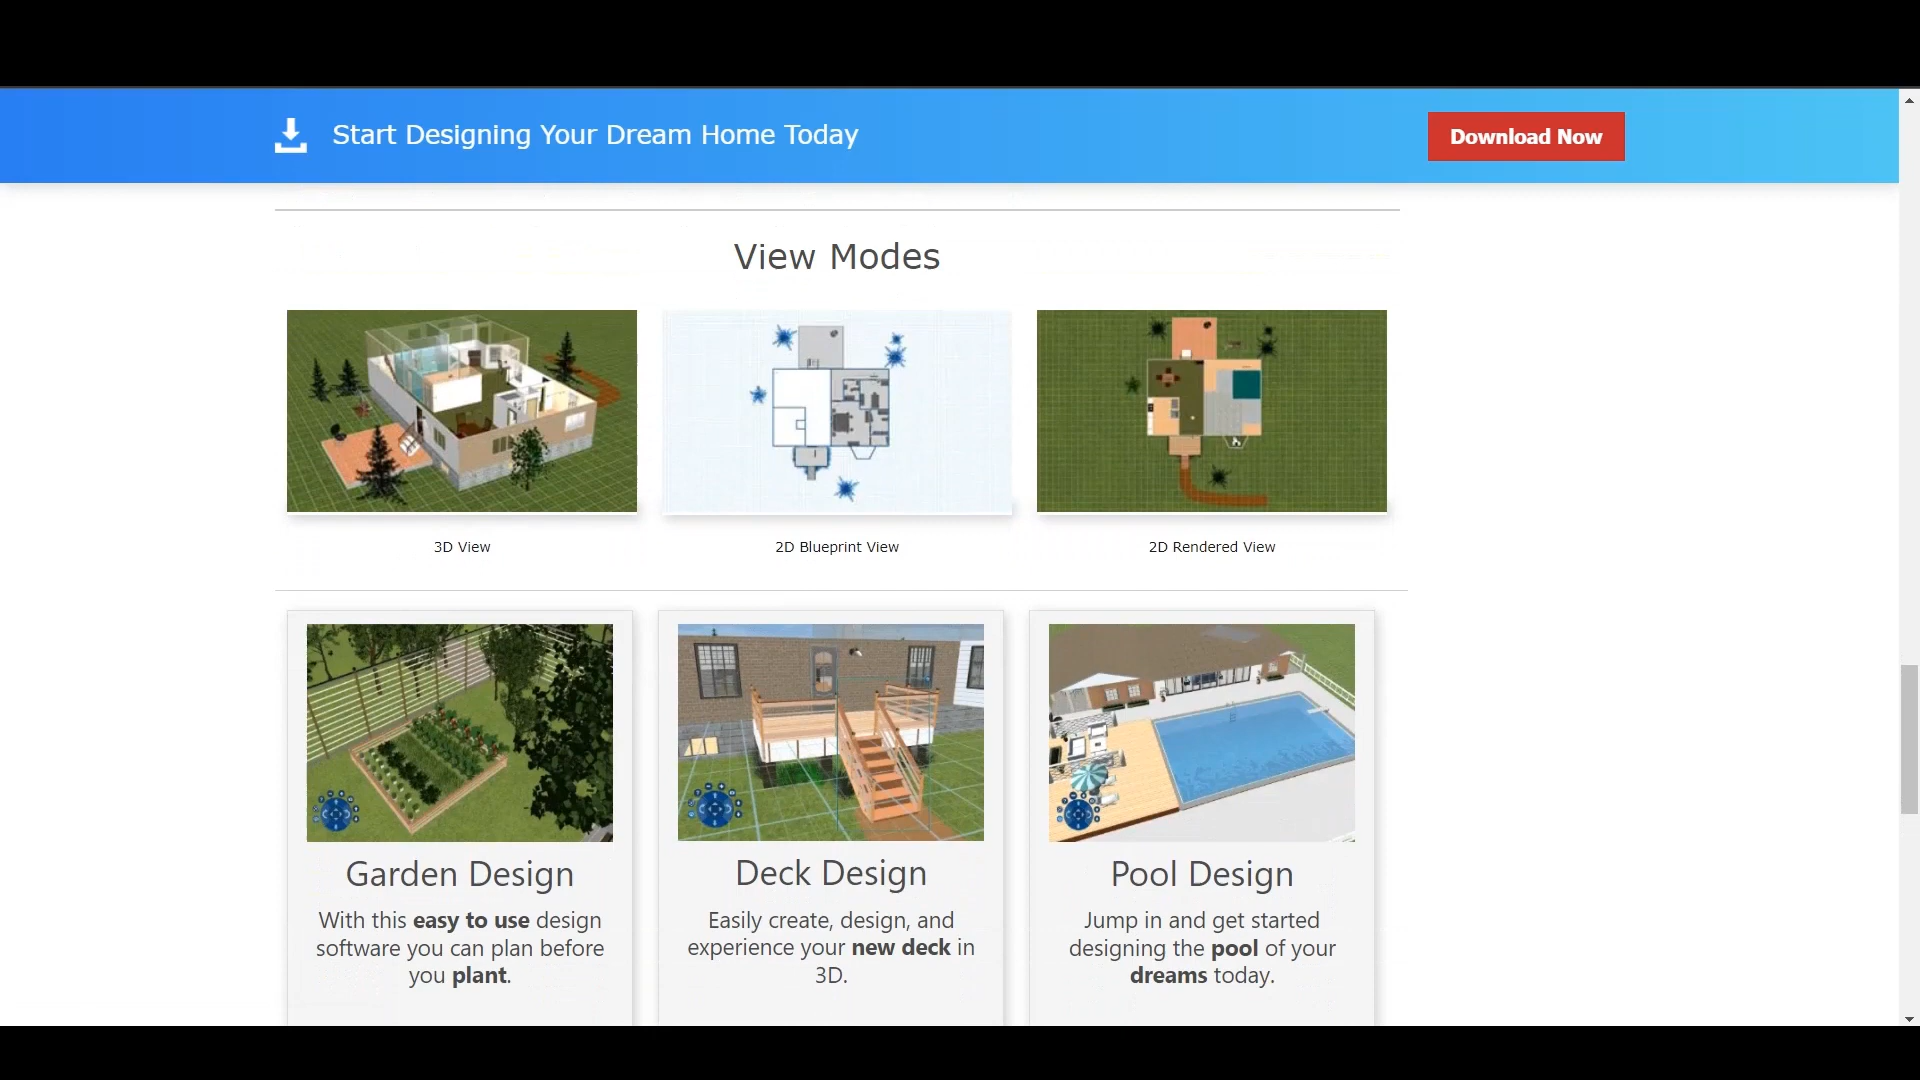 Start Designing Your Dream Home Today
Download Now
View Modes
3D View
2D Blueprint View
2D Rendered View
Garden Design
With this easy to use design
software you can plan before
you plant.
Deck Design
Easily create, design, and
experience your new deck in
3D.
Pool Design
Jump in and get started
designing the pool of your
dreams today.